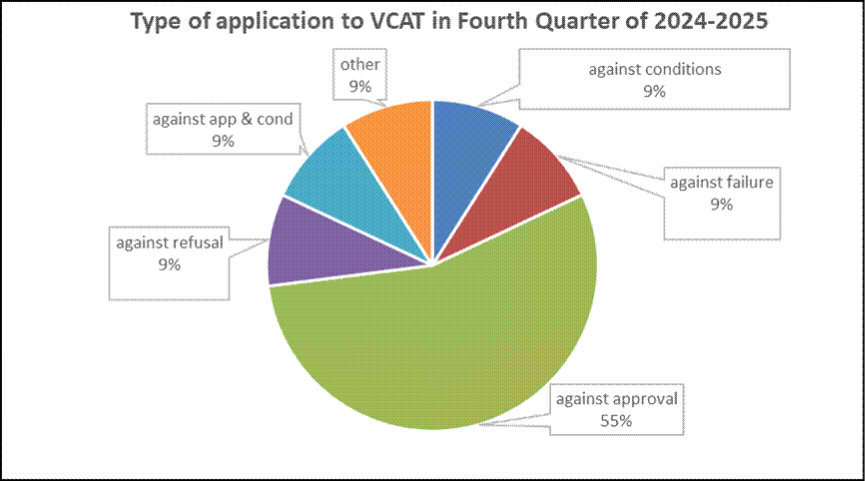 Type of application to VCAT in Fourth Quarter of 2024-2025
other
9%
against conditions
9%
against app & cond
9%
against failure
9%
against refusal
9%
against approval
55%